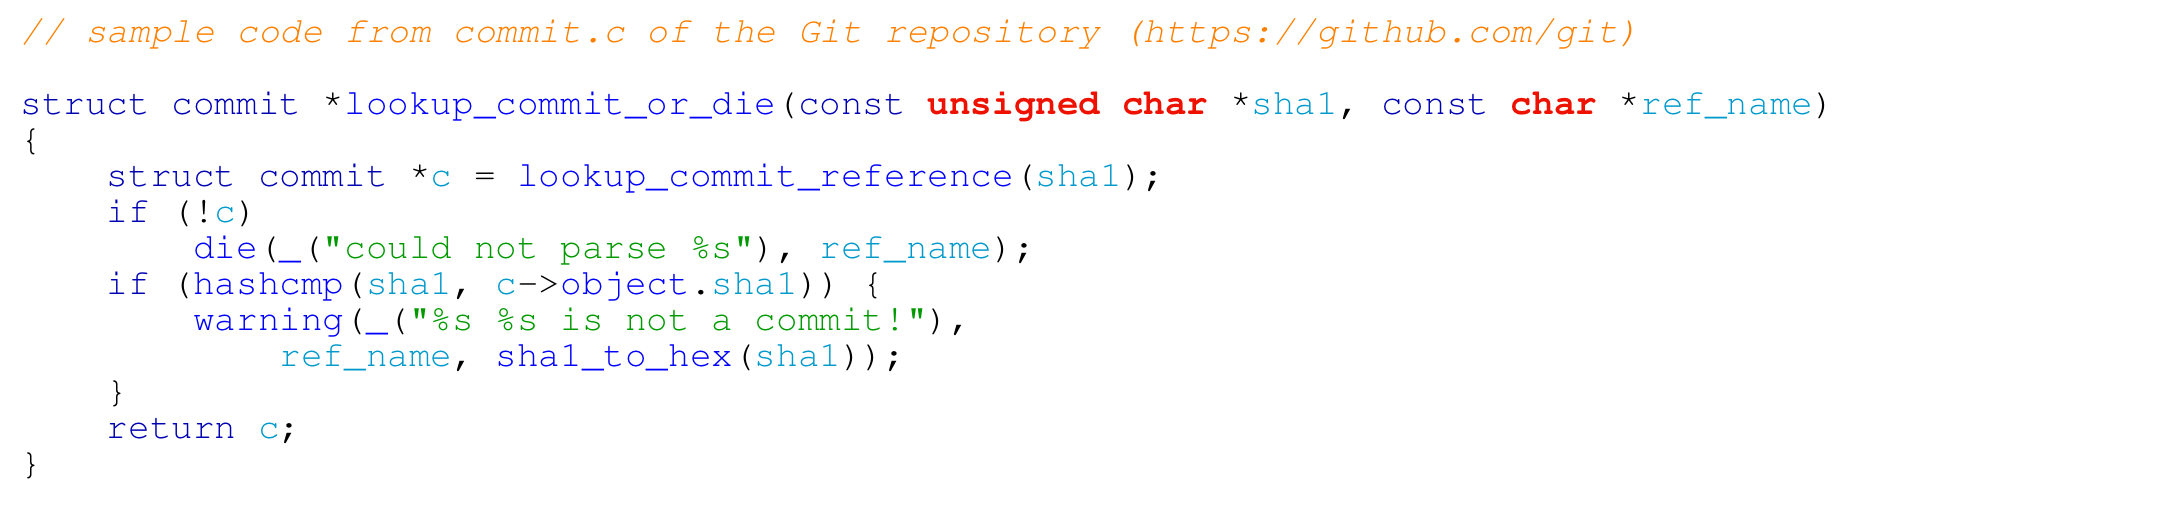 // sample code from commit.c of the Git repository (https://github.com/git)
struct commit *lookup_commit_or_die(const unsigned char *sha1, const char *ref_name)
{
    struct commit *c = lookup_commit_reference(sha1);
    if (!c)
        die(_("could not parse %s"), ref_name);
    if (hashcmp(sha1, c->object.sha1)) {
        warning(_("%s %s is not a commit!"),
            ref_name, sha1_to_hex(sha1));
    }
    return c;
}